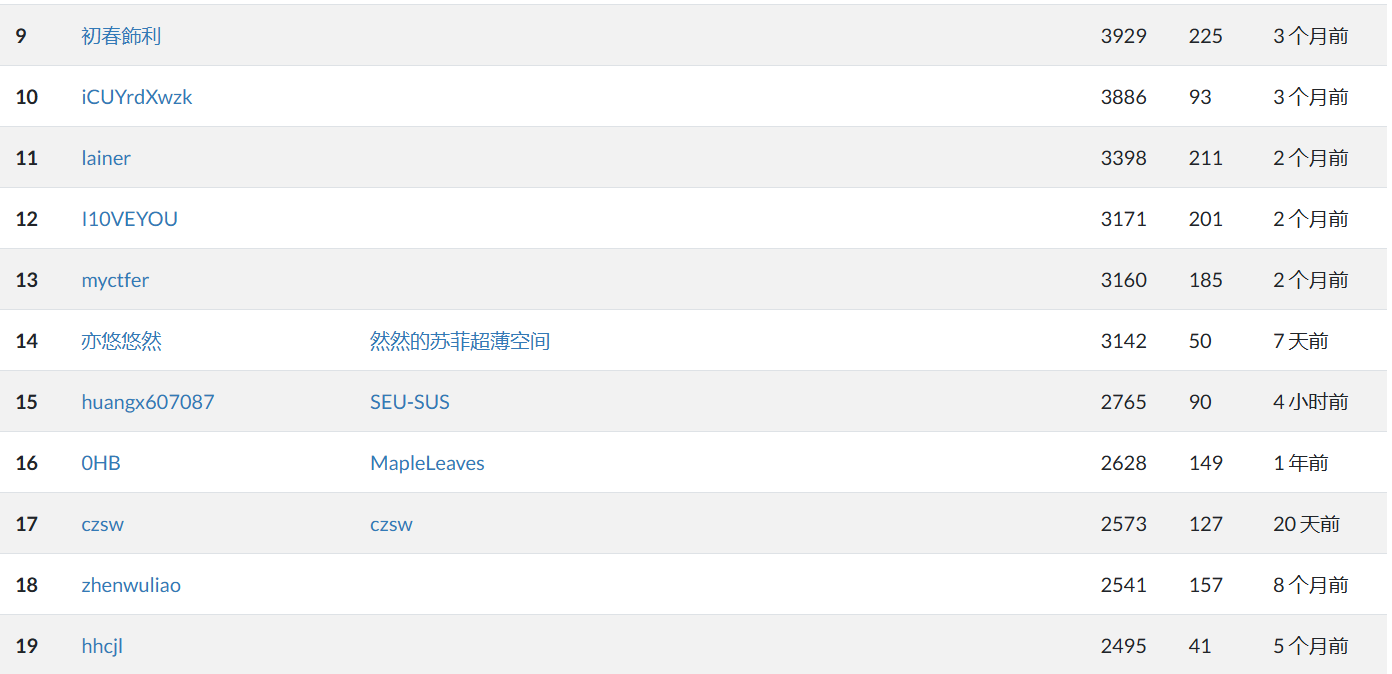 9 初春飾利 3929 225 3 个月前
10 iCUYrdXwzk 3886 93 3 个月前
11 lainer 3398 211 2 个月前
12 I10VEYOU 3171 201 2 个月前
13 myctfer 3160 185 2 个月前
14 亦悠悠然 然然的苏菲超薄空间 3142 50 7 天前
15 huangx607087 SEU-SUS 2765 90 4 小时前
16 0HB MapleLeaves 2628 149 1 年前
17 czsw czsw 2573 127 20 天前
18 zhenwuliao 2541 157 8 个月前
19 hhcjl 2495 41 5 个月前